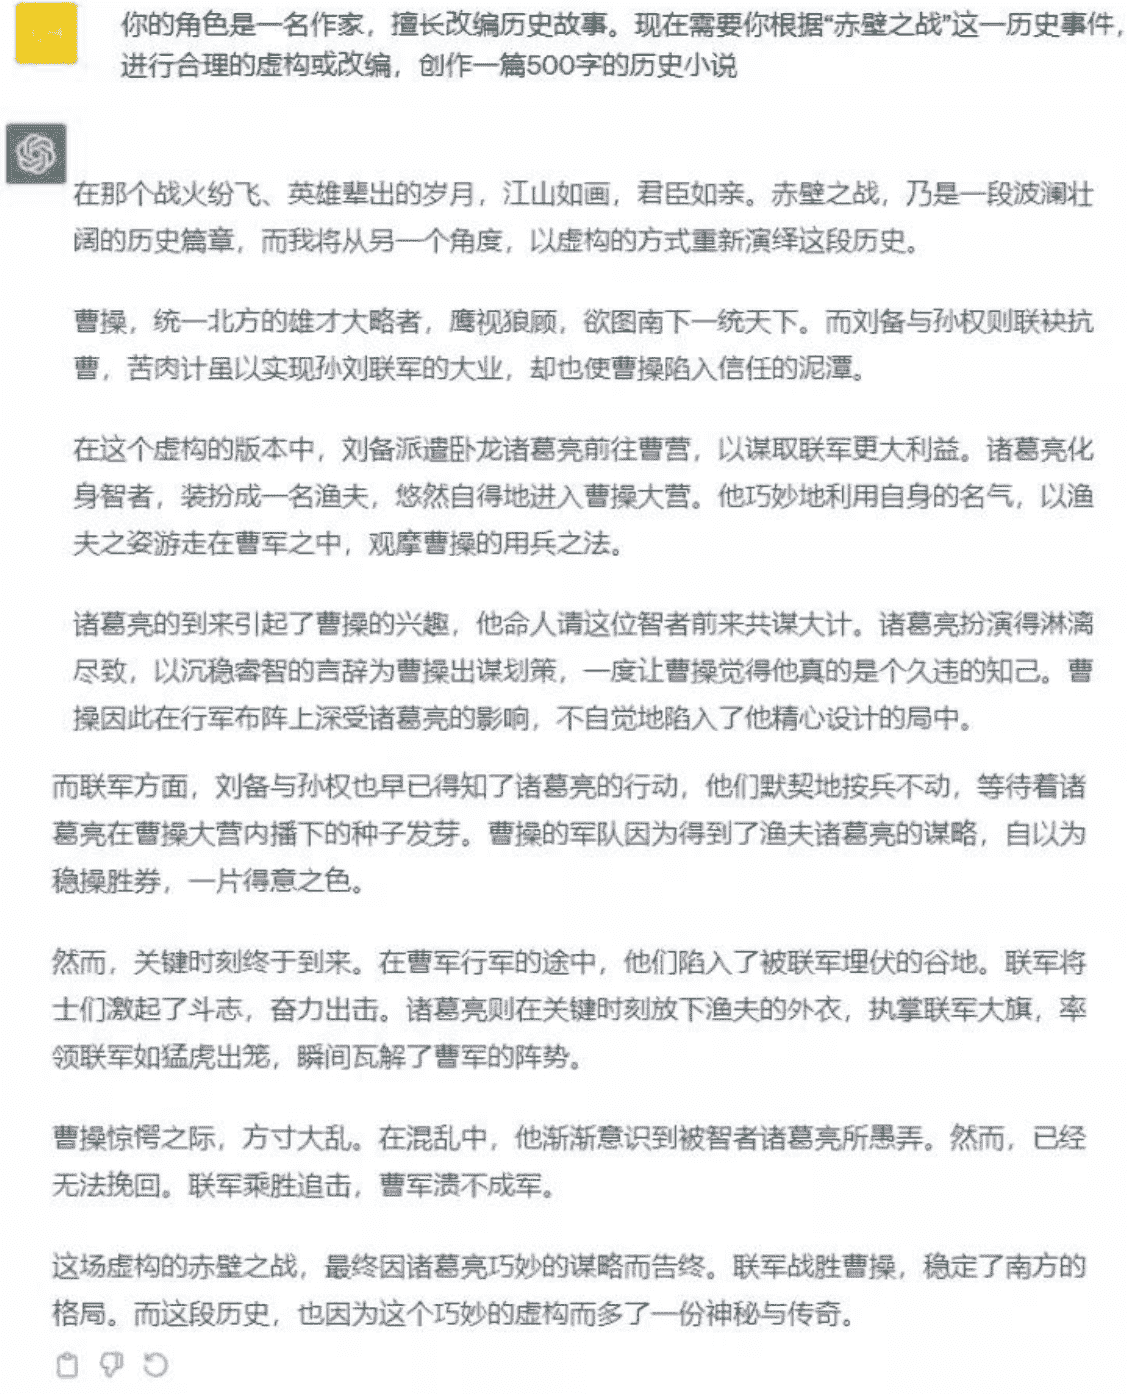 你的角色是一名作家，擅长改编历史故事。现在需要你根据“赤壁之战”这一历史事件，
进行合理的虚构或改编，创作一篇500字的历史小说
在那个战火纷飞、英雄辈出的岁月，江山如画，君臣如亲。赤壁之战，乃是一段波澜壮
阔的历史篇章，而我将从另一个角度，以虚构的方式重新演绎这段历史。
曹操，统一北方的雄才大略者，鹰视狼顾，欲图南下一统天下。而刘备与孙权则联袂抗
曹，苦肉计虽以实现孙刘联军的大业，却也使曹操陷入信任的泥潭。
在这个虚构的版本中，刘备派遣卧龙诸葛亮前往曹营，以谋取联军更大利益。诸葛亮化
身智者，装扮成一名渔夫，悠然自得地进入曹操大营。他巧妙地利用自身的名气，以渔
夫之姿游走在曹军之中，观摩曹操的用兵之法。
诸葛亮的到来引起了曹操的兴趣，他命人请这位智者前来共谋大计。诸葛亮扮演得淋漓
尽致，以沉稳睿智的言辞为曹操出谋划策，一度让曹操觉得他真的是个久违的知己。曹
操因此在行军布阵上深受诸葛亮的影响，不自觉地陷入了他精心设计的局中。
而联军方面，刘备与孙权也早已得知了诸葛亮的行动，他们默契地按兵不动，等待着诸
葛亮在曹操大营内播下的种子发芽。曹操的军队因为得到了渔夫诸葛亮的谋略，自以为
稳操胜券，一片得意之色。
然而，关键时刻终于到来。在曹军行军的途中，他们陷入了被联军埋伏的谷地。联军将
士们激起了斗志，奋力出击。诸葛亮则在关键时刻放下渔夫的外衣，执掌联军大旗，率
领联军如猛虎出笼，瞬间瓦解了曹军的阵势。
曹操惊愕之际，方寸大乱。在混乱中，他渐渐意识到被智者诸葛亮所愚弄。然而，已经
无法挽回。联军乘胜追击，曹军溃不成军。
这场虚构的赤壁之战，最终因诸葛亮巧妙的谋略而告终。联军战胜曹操，稳定了南方的
格局。而这段历史，也因为这个巧妙的虚构而多了一份神秘与传奇。